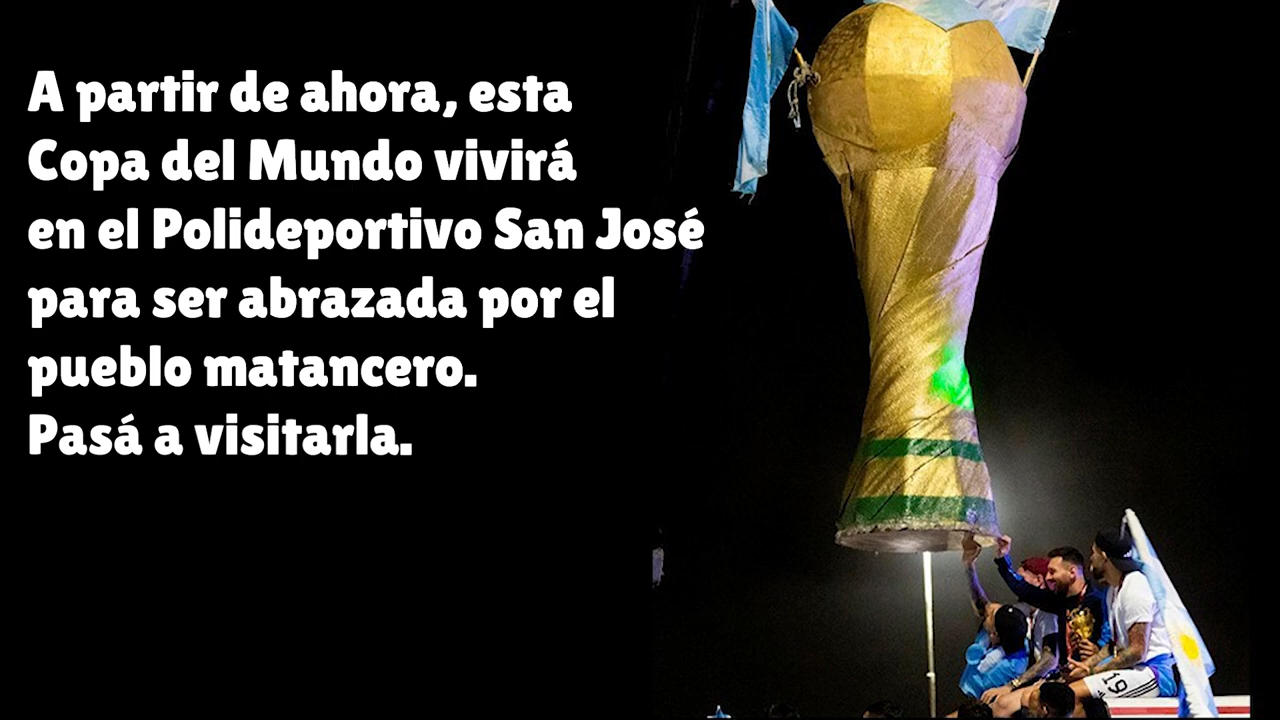 A partir de ahora, esta
Copa del Mundo vivirá
en el Polideportivo San José
para ser abrazada por el
pueblo matancero.
Pasá a visitarla.
19